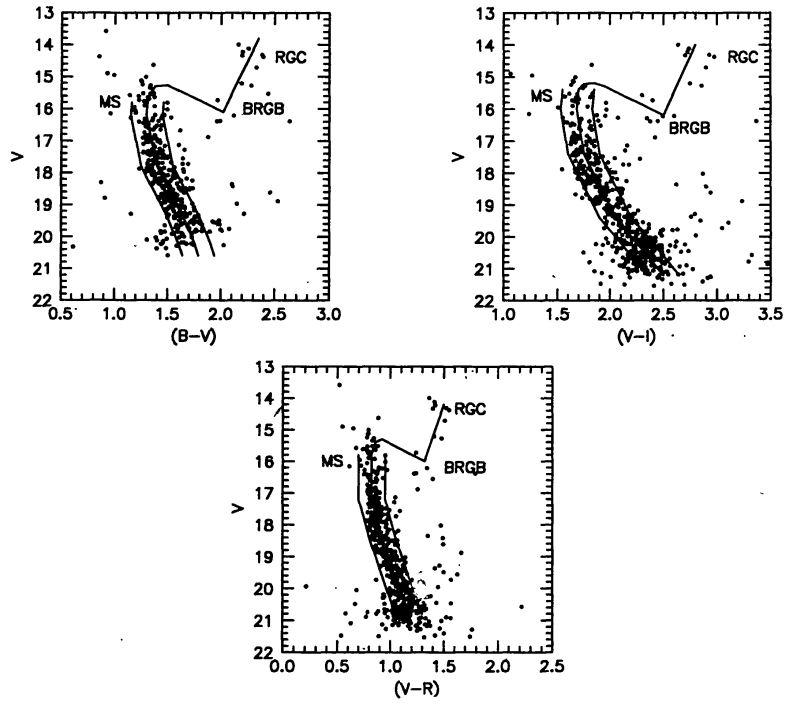 13
14
15
16
17
18
19
20
21
22
V
0.5 1.0 1.5 2.0 2.5 3.0
(B-V)
MS
RGC
BRGB
13
14
15
16
17
18
19
20
21
22
V
1.0 1.5 2.0 2.5 3.0 3.5
(V-I)
MS
RGC
BRGB
13
14
15
16
17
18
19
20
21
22
V
0.0 0.5 1.0 1.5 2.0 2.5
(V-R)
MS
RGC
BRGB